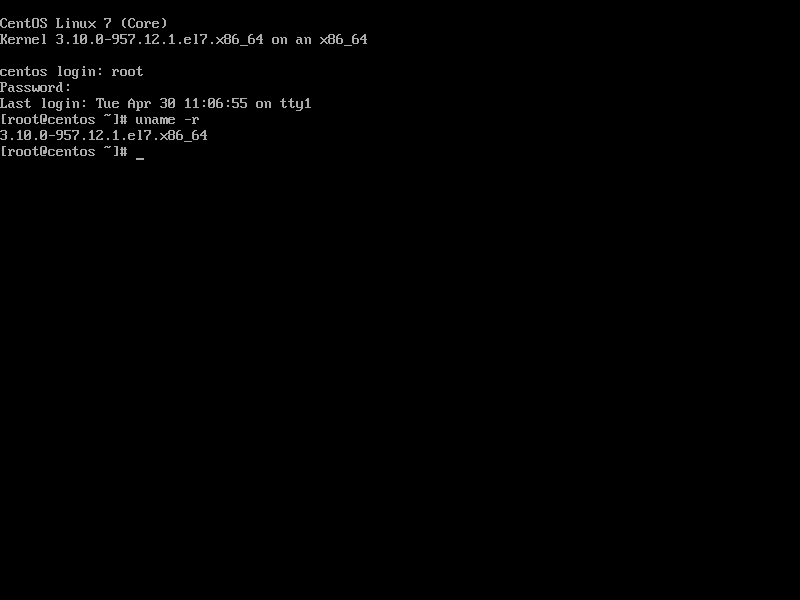 CentOS Linux 7 (Core)
Kernel 3.10.0-957.12.1.el7.x86_64 on an x86_64
centos login: root
Password:
Last login: Tue Apr 30 11:06:55 on tty1
[root@centos ~]# uname -r
3.10.0-957.12.1.el7.x86_64
[root@centos ~]# _